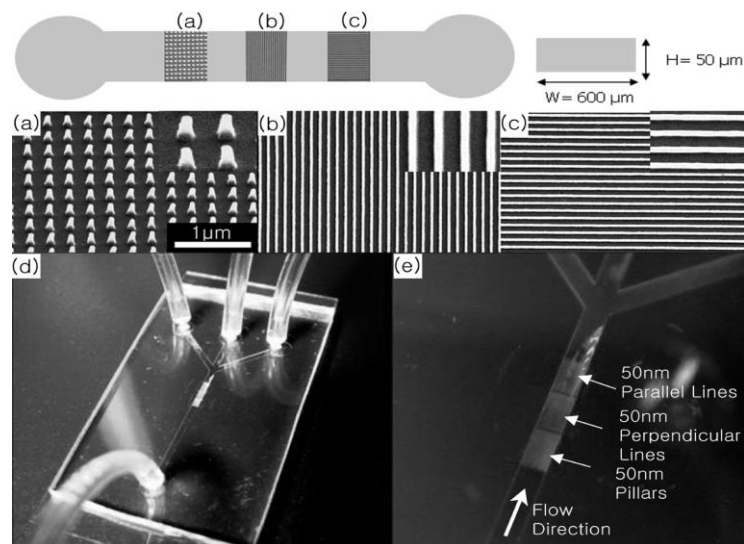 (a)
(b)
(c)
H= 50 µm
W= 600 µm
(a)
(b)
(c)
1µm
(d)
(e)
50nm
Parallel Lines
50nm
Perpendicular
Lines
50nm
Pillars
Flow
Direction